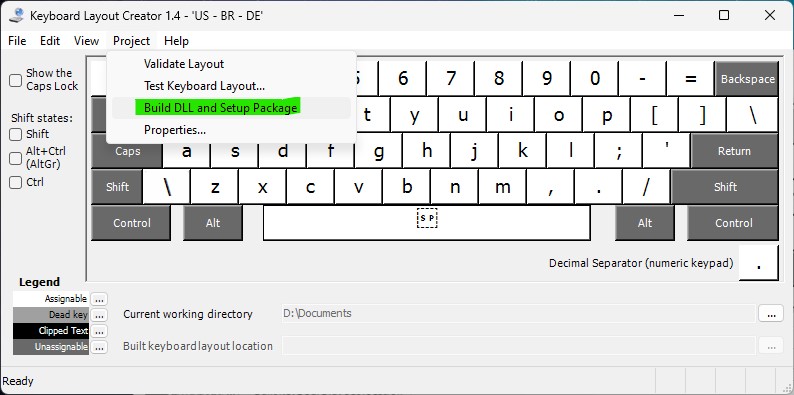 Keyboard Layout Creator 1.4 - 'US - BR - DE'
File Edit View Project Help
Validate Layout
Test Keyboard Layout...
Build DLL and Setup Package
Properties...
Show the Caps Lock
Shift states:
Shift
Alt+Ctrl (AltGr)
Ctrl
5 6 7 8 9 0 - = Backspace
t y u i o p [ ] \
Caps a s d f g h j k l ; ' Return
Shift \ z x c v b n m , . / Shift
Control Alt SP Alt Control
Decimal Separator (numeric keypad) .
Legend
Assignable ...
Dead key ...
Clipped Text ...
Unassignable ...
Current working directory D:\Documents ...
Built keyboard layout location ...
Ready